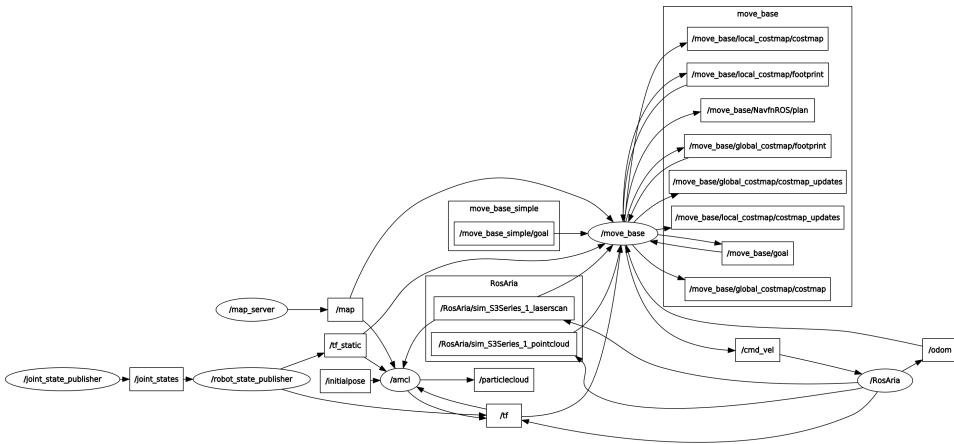 move_base
/move_base/local_costmap/costmap
/move_base/local_costmap/footprint
/move_base/NavfnROS/plan
/move_base/global_costmap/footprint
/move_base/global_costmap/costmap_updates
/move_base/local_costmap/costmap_updates
/move_base/goal
/move_base/global_costmap/costmap
move_base_simple
/move_base_simple/goal
/move_base
RosAria
/RosAria/sim_S3Series_1_laserscan
/RosAria/sim_S3Series_1_pointcloud
/map_server
/map
/tf_static
/joint_state_publisher
/joint_states
/robot_state_publisher
/initialpose
/amcl
/particlecloud
/tf
/cmd_vel
/odom
/RosAria